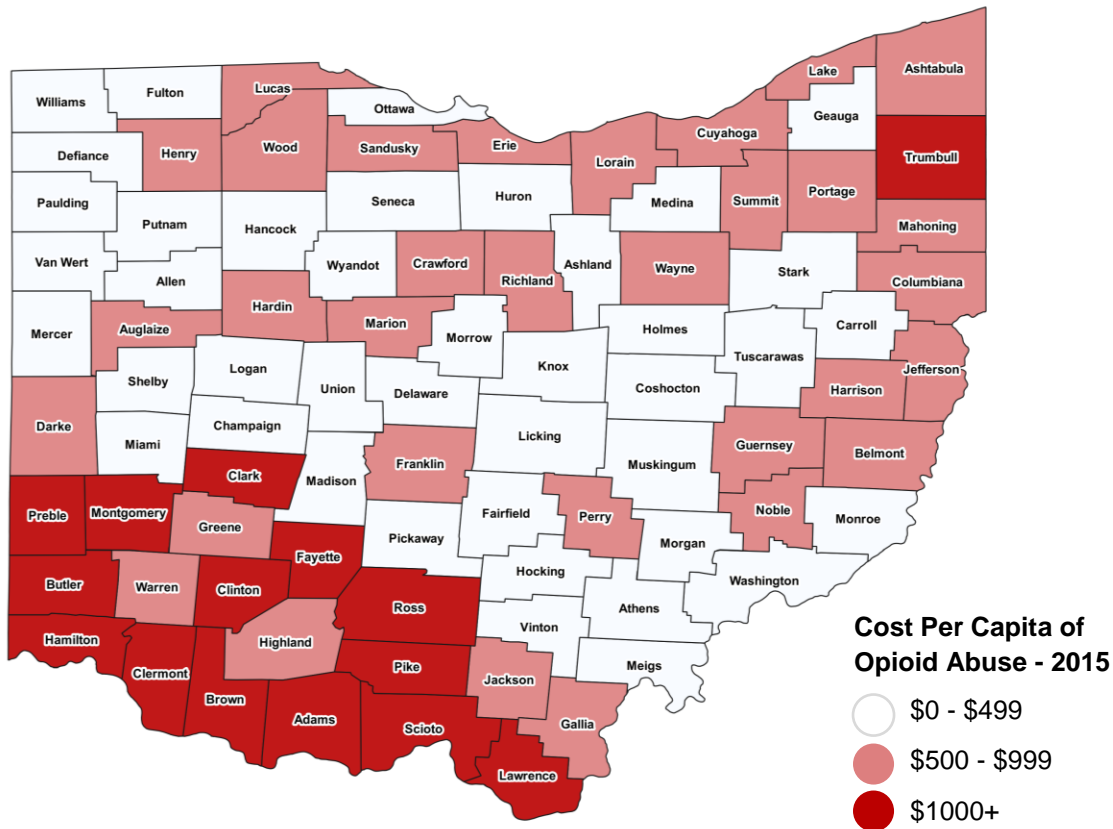 Williams
Fulton
Lucas
Ottawa
Lake
Ashtabula
Geauga
Cuyahoga
Defiance
Henry
Wood
Sandusky
Erie
Lorain
Trumbull
Paulding
Putnam
Hancock
Seneca
Huron
Medina
Summit
Portage
Mahoning
Van Wert
Allen
Wyandot
Crawford
Richland
Ashland
Wayne
Stark
Columbiana
Mercer
Auglaize
Hardin
Marion
Morrow
Holmes
Tuscarawas
Carroll
Jefferson
Shelby
Logan
Union
Delaware
Knox
Coshocton
Harrison
Darke
Miami
Champaign
Licking
Muskingum
Guernsey
Belmont
Clark
Madison
Franklin
Preble
Montgomery
Greene
Pickaway
Fairfield
Perry
Morgan
Noble
Monroe
Butler
Warren
Clinton
Fayette
Ross
Hocking
Athens
Washington
Hamilton
Highland
Vinton
Clermont
Brown
Adams
Pike
Scioto
Jackson
Gallia
Meigs
Lawrence
Cost Per Capita of
Opioid Abuse - 2015
$0 - $499
$500 - $999
$1000+